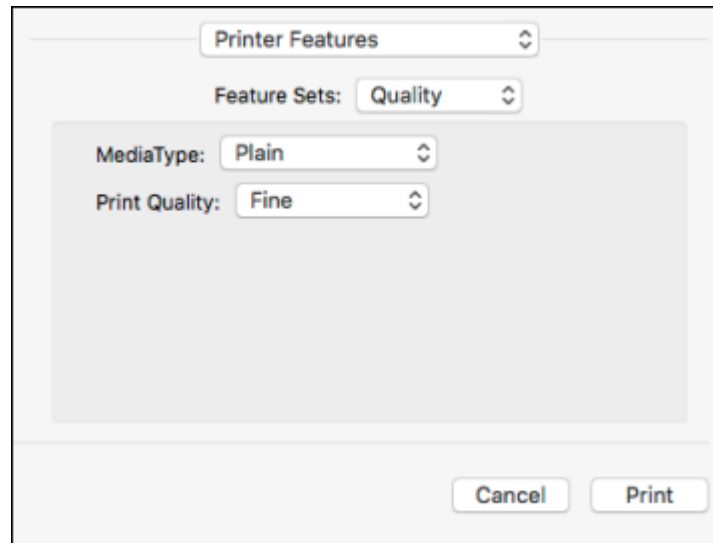 Printer Features
Feature Sets: Quality
MediaType: Plain
Print Quality: Fine
Cancel Print